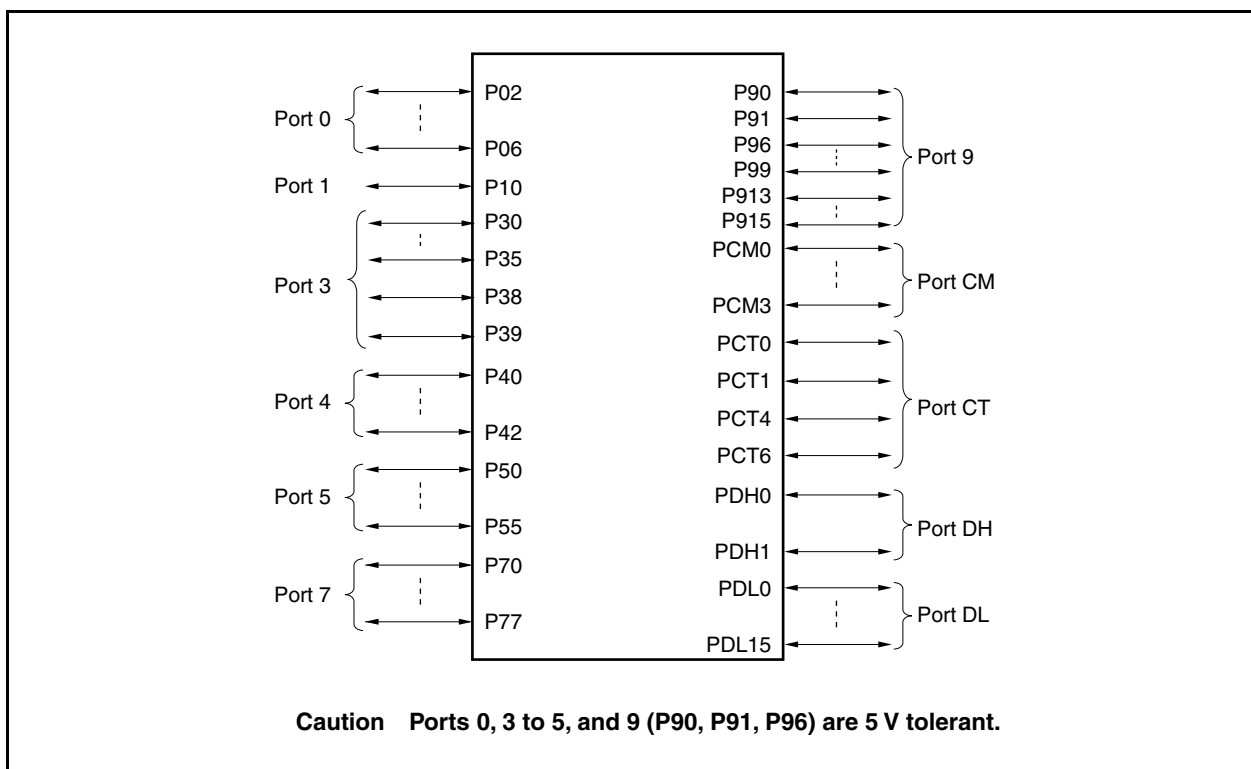 Port 0
Port 1
Port 3
Port 4
Port 5
Port 7
P02
P06
P10
P30
P35
P38
P39
P40
P42
P50
P55
P70
P77
P90
P91
P96
P99
P913
P915
PCM0
PCM3
PCT0
PCT1
PCT4
PCT6
PDH0
PDH1
PDL0
PDL15
Port 9
Port CM
Port CT
Port DH
Port DL
Caution Ports 0, 3 to 5, and 9 (P90, P91, P96) are 5 V tolerant.